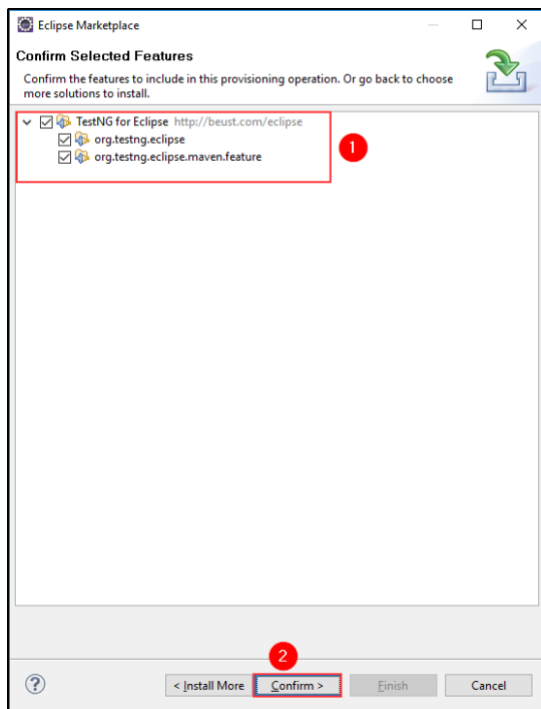 Eclipse Marketplace
Confirm Selected Features
Confirm the features to include in this provisioning operation. Or go back to choose
more solutions to install.
TestNG for Eclipse http://beust.com/eclipse
org.testng.eclipse
1
org.testng.eclipse.maven.feature
2
? < Install More Confirm > Finish Cancel